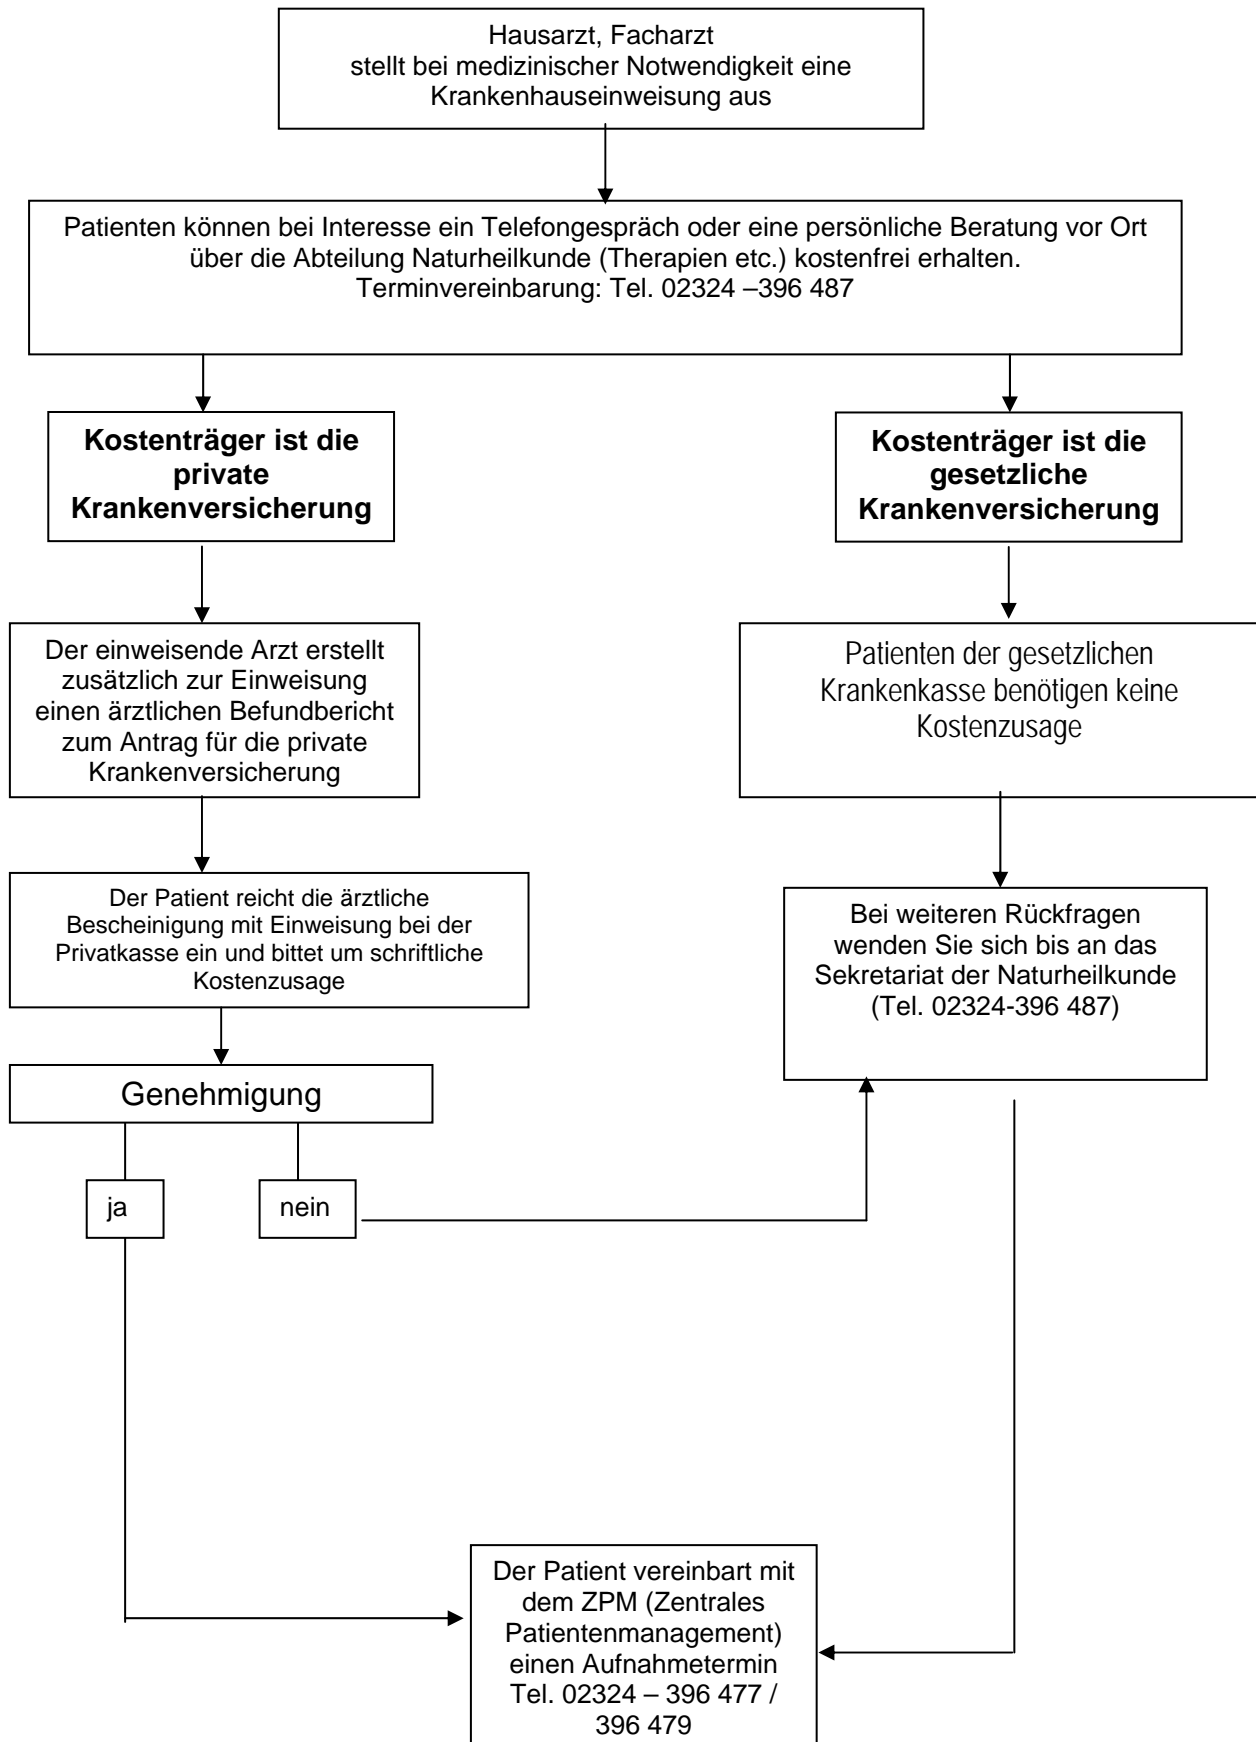 Hausarzt, Facharzt
stellt bei medizinischer Notwendigkeit eine
Krankenhauseinweisung aus
Patienten können bei Interesse ein Telefongespräch oder eine persönliche Beratung vor Ort
über die Abteilung Naturheilkunde (Therapien etc.) kostenfrei erhalten.
Terminvereinbarung: Tel. 02324 –396 487
Kostenträger ist die
private
Krankenversicherung
Kostenträger ist die
gesetzliche
Krankenversicherung
Der einweisende Arzt erstellt
zusätzlich zur Einweisung
einen ärztlichen Befundbericht
zum Antrag für die private
Krankenversicherung
Patienten der gesetzlichen
Krankenkasse benötigen keine
Kostenzusage
Der Patient reicht die ärztliche
Bescheinigung mit Einweisung bei der
Privatkasse ein und bittet um schriftliche
Kostenzusage
Bei weiteren Rückfragen
wenden Sie sich bis an das
Sekretariat der Naturheilkunde
(Tel. 02324-396 487)
Genehmigung
ja
nein
Der Patient vereinbart mit
dem ZPM (Zentrales
Patientenmanagement)
einen Aufnahmetermin
Tel. 02324 – 396 477 /
396 479